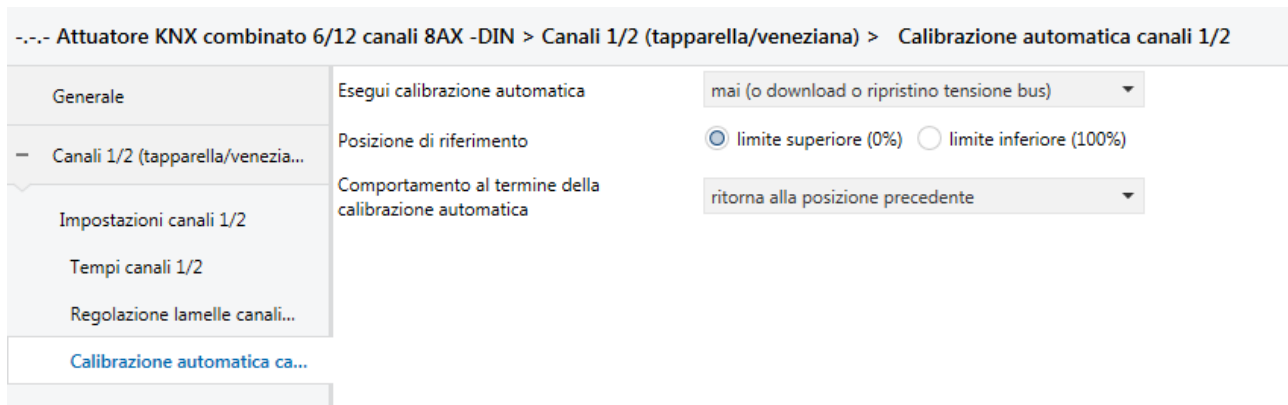 -.-.- Attuatore KNX combinato 6/12 canali 8AX -DIN > Canali 1/2 (tapparella/veneziana) > Calibrazione automatica canali 1/2
Generale
− Canali 1/2 (tapparella/venezia...
Impostazioni canali 1/2
Tempi canali 1/2
Regolazione lamelle canali...
Calibrazione automatica ca...
Esegui calibrazione automatica
mai (o download o ripristino tensione bus)
Posizione di riferimento
limite superiore (0%) limite inferiore (100%)
Comportamento al termine della
calibrazione automatica
ritorna alla posizione precedente